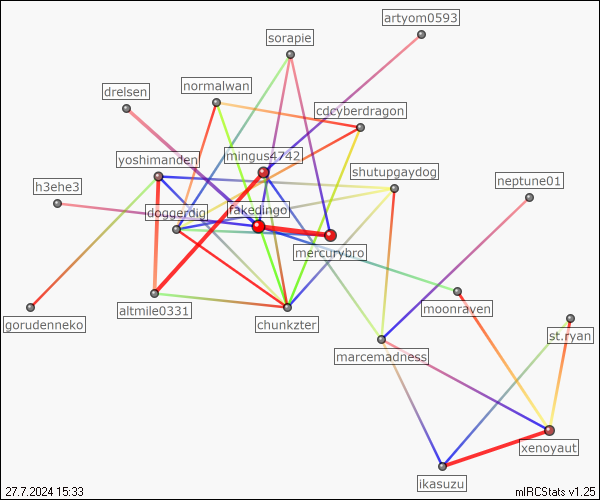 artyom0593
sorapie
normalwan
drelsen
cdcyberdragon
mingus4742
yoshimanden
shutupgaydog
neptune01
h3ehe3
doggerdig
fakedingo
mercurybro
altmile0331
moonraven
gorudenneko
chunkzter
st.ryan
marcemadness
xenoyaut
ikasuzu
27.7.2024 15:33
mIRCStats v1.25